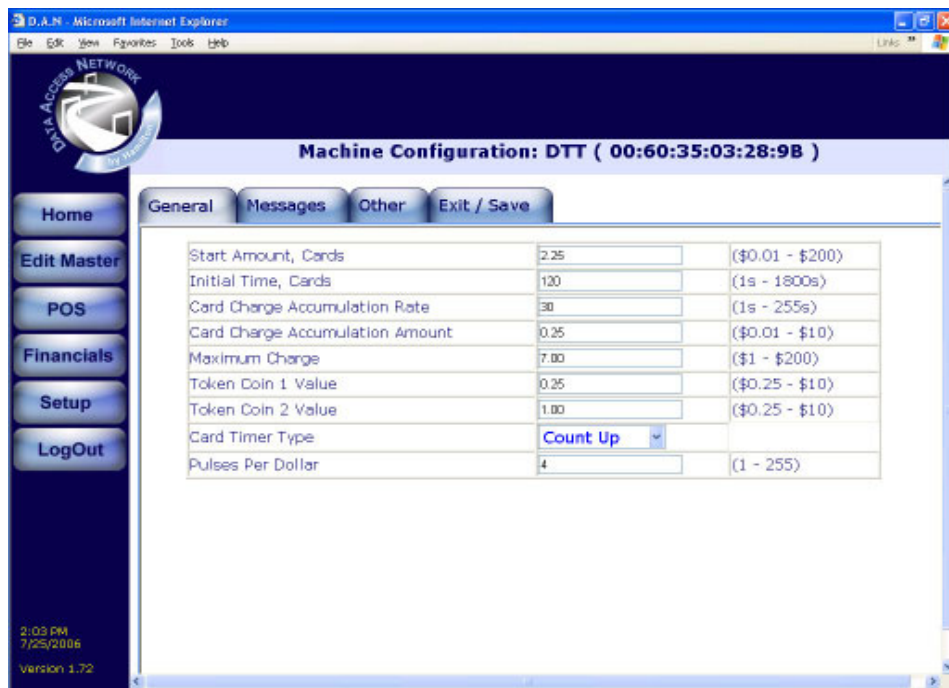 D.A.N - Microsoft Internet Explorer
File Edit View Favorites Tools Help
Links »
DATA ACCESS NETWORK
by Hamilton
Machine Configuration: DTT ( 00:60:35:03:28:9B )
Home
Edit Master
POS
Financials
Setup
LogOut
General Messages Other Exit / Save
Start Amount, Cards 2.25 ($0.01 - $200)
Initial Time, Cards 120 (1s - 1800s)
Card Charge Accumulation Rate 30 (1s - 255s)
Card Charge Accumulation Amount 0.25 ($0.01 - $10)
Maximum Charge 7.00 ($1 - $200)
Token Coin 1 Value 0.25 ($0.25 - $10)
Token Coin 2 Value 1.00 ($0.25 - $10)
Card Timer Type Count Up
Pulses Per Dollar 4 (1 - 255)
2:03 PM
7/25/2006
Version 1.72